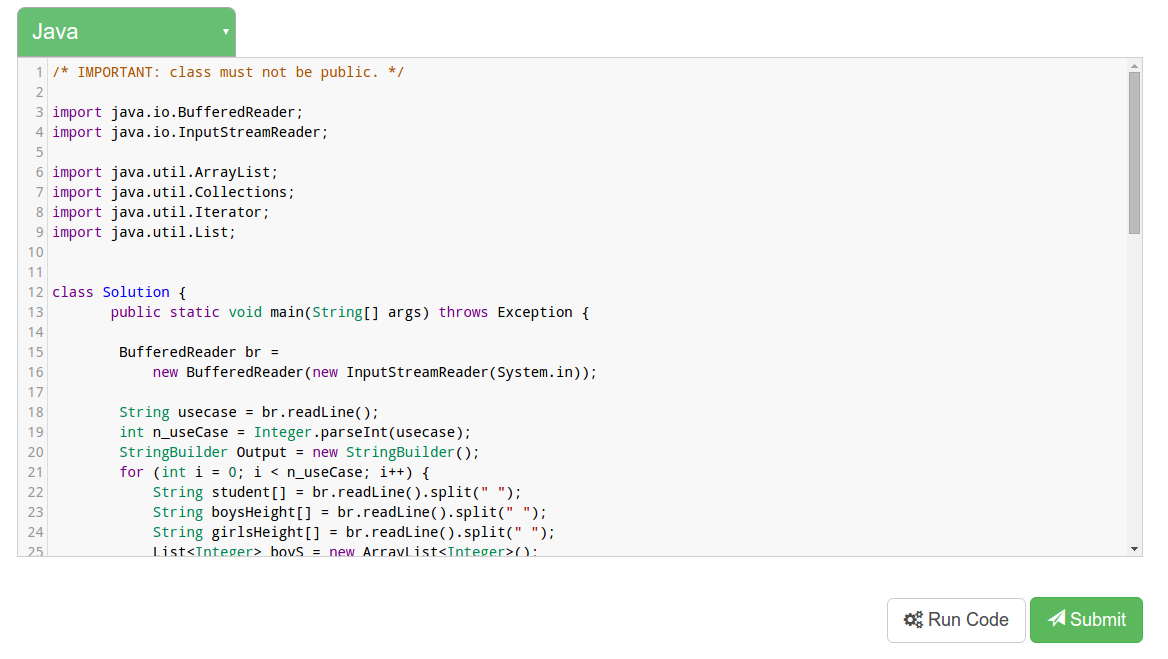 Java
1 /* IMPORTANT: class must not be public. */
2
3 import java.io.BufferedReader;
4 import java.io.InputStreamReader;
5
6 import java.util.ArrayList;
7 import java.util.Collections;
8 import java.util.Iterator;
9 import java.util.List;
10
11
12 class Solution {
13 public static void main(String[] args) throws Exception {
14
15 BufferedReader br =
16 new BufferedReader(new InputStreamReader(System.in));
17
18 String usecase = br.readLine();
19 int n_useCase = Integer.parseInt(usecase);
20 StringBuilder Output = new StringBuilder();
21 for (int i = 0; i < n_useCase; i++) {
22 String student[] = br.readLine().split(" ");
23 String boysHeight[] = br.readLine().split(" ");
24 String girlsHeight[] = br.readLine().split(" ");
25 List<Integer> boyS = new ArrayList<Integer>();
Run Code
Submit